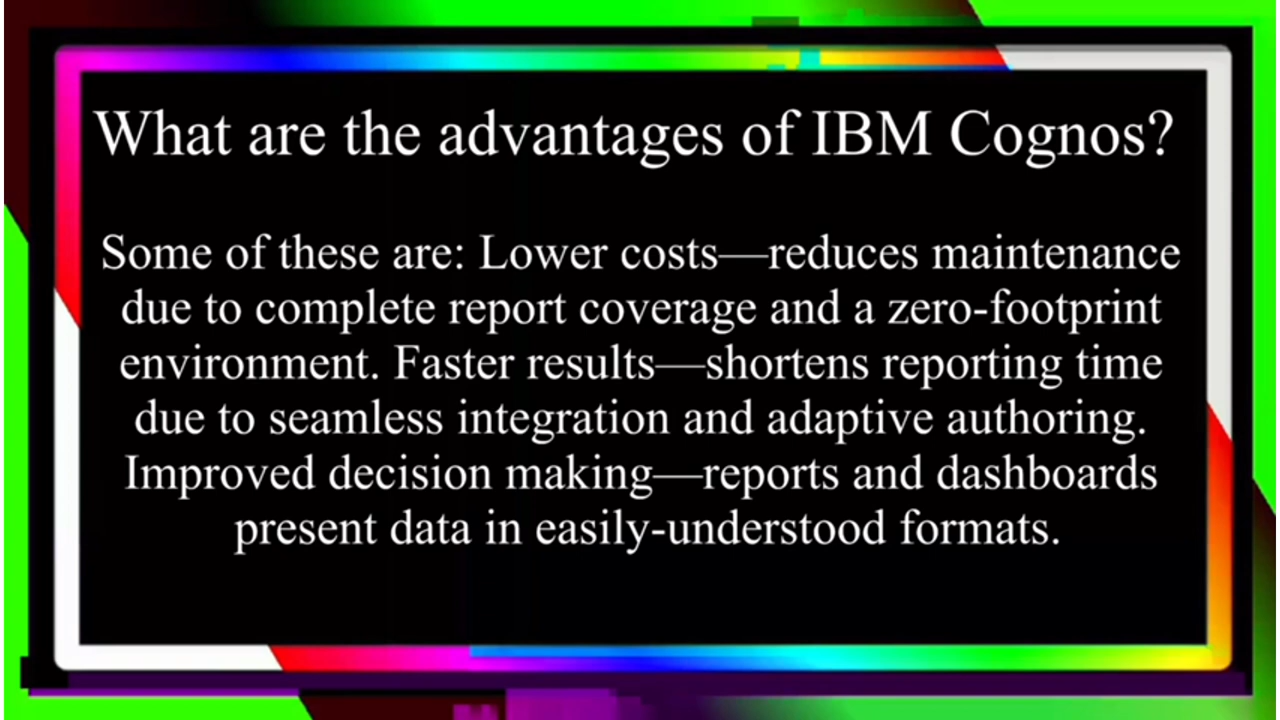 What are the advantages of IBM Cognos?
Some of these are: Lower costs—reduces maintenance
due to complete report coverage and a zero-footprint
environment. Faster results—shortens reporting time
due to seamless integration and adaptive authoring.
Improved decision making—reports and dashboards
present data in easily-understood formats.